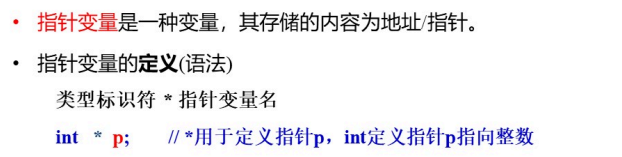 • 指针变量是一种变量，其存储的内容为地址/指针。
• 指针变量的定义(语法)
类型标识符 * 指针变量名
int * p; // *用于定义指针p，int定义指针p指向整数